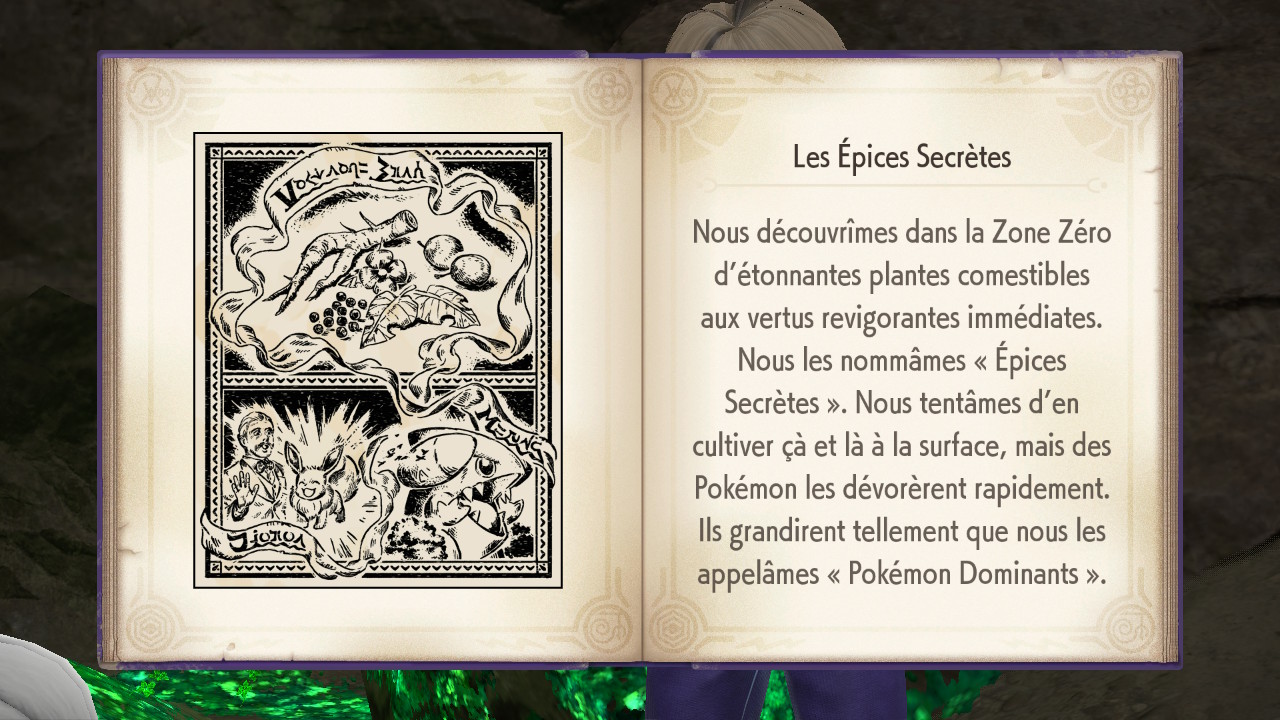 Les Épices Secrètes
Nous découvrîmes dans la Zone Zéro
d’étonnantes plantes comestibles
aux vertus revigorantes immédiates.
Nous les nommâmes « Épices
Secrètes ». Nous tentâmes d’en
cultiver çà et là à la surface, mais des
Pokémon les dévorèrent rapidement.
Ils grandirent tellement que nous les
appelâmes « Pokémon Dominants ».